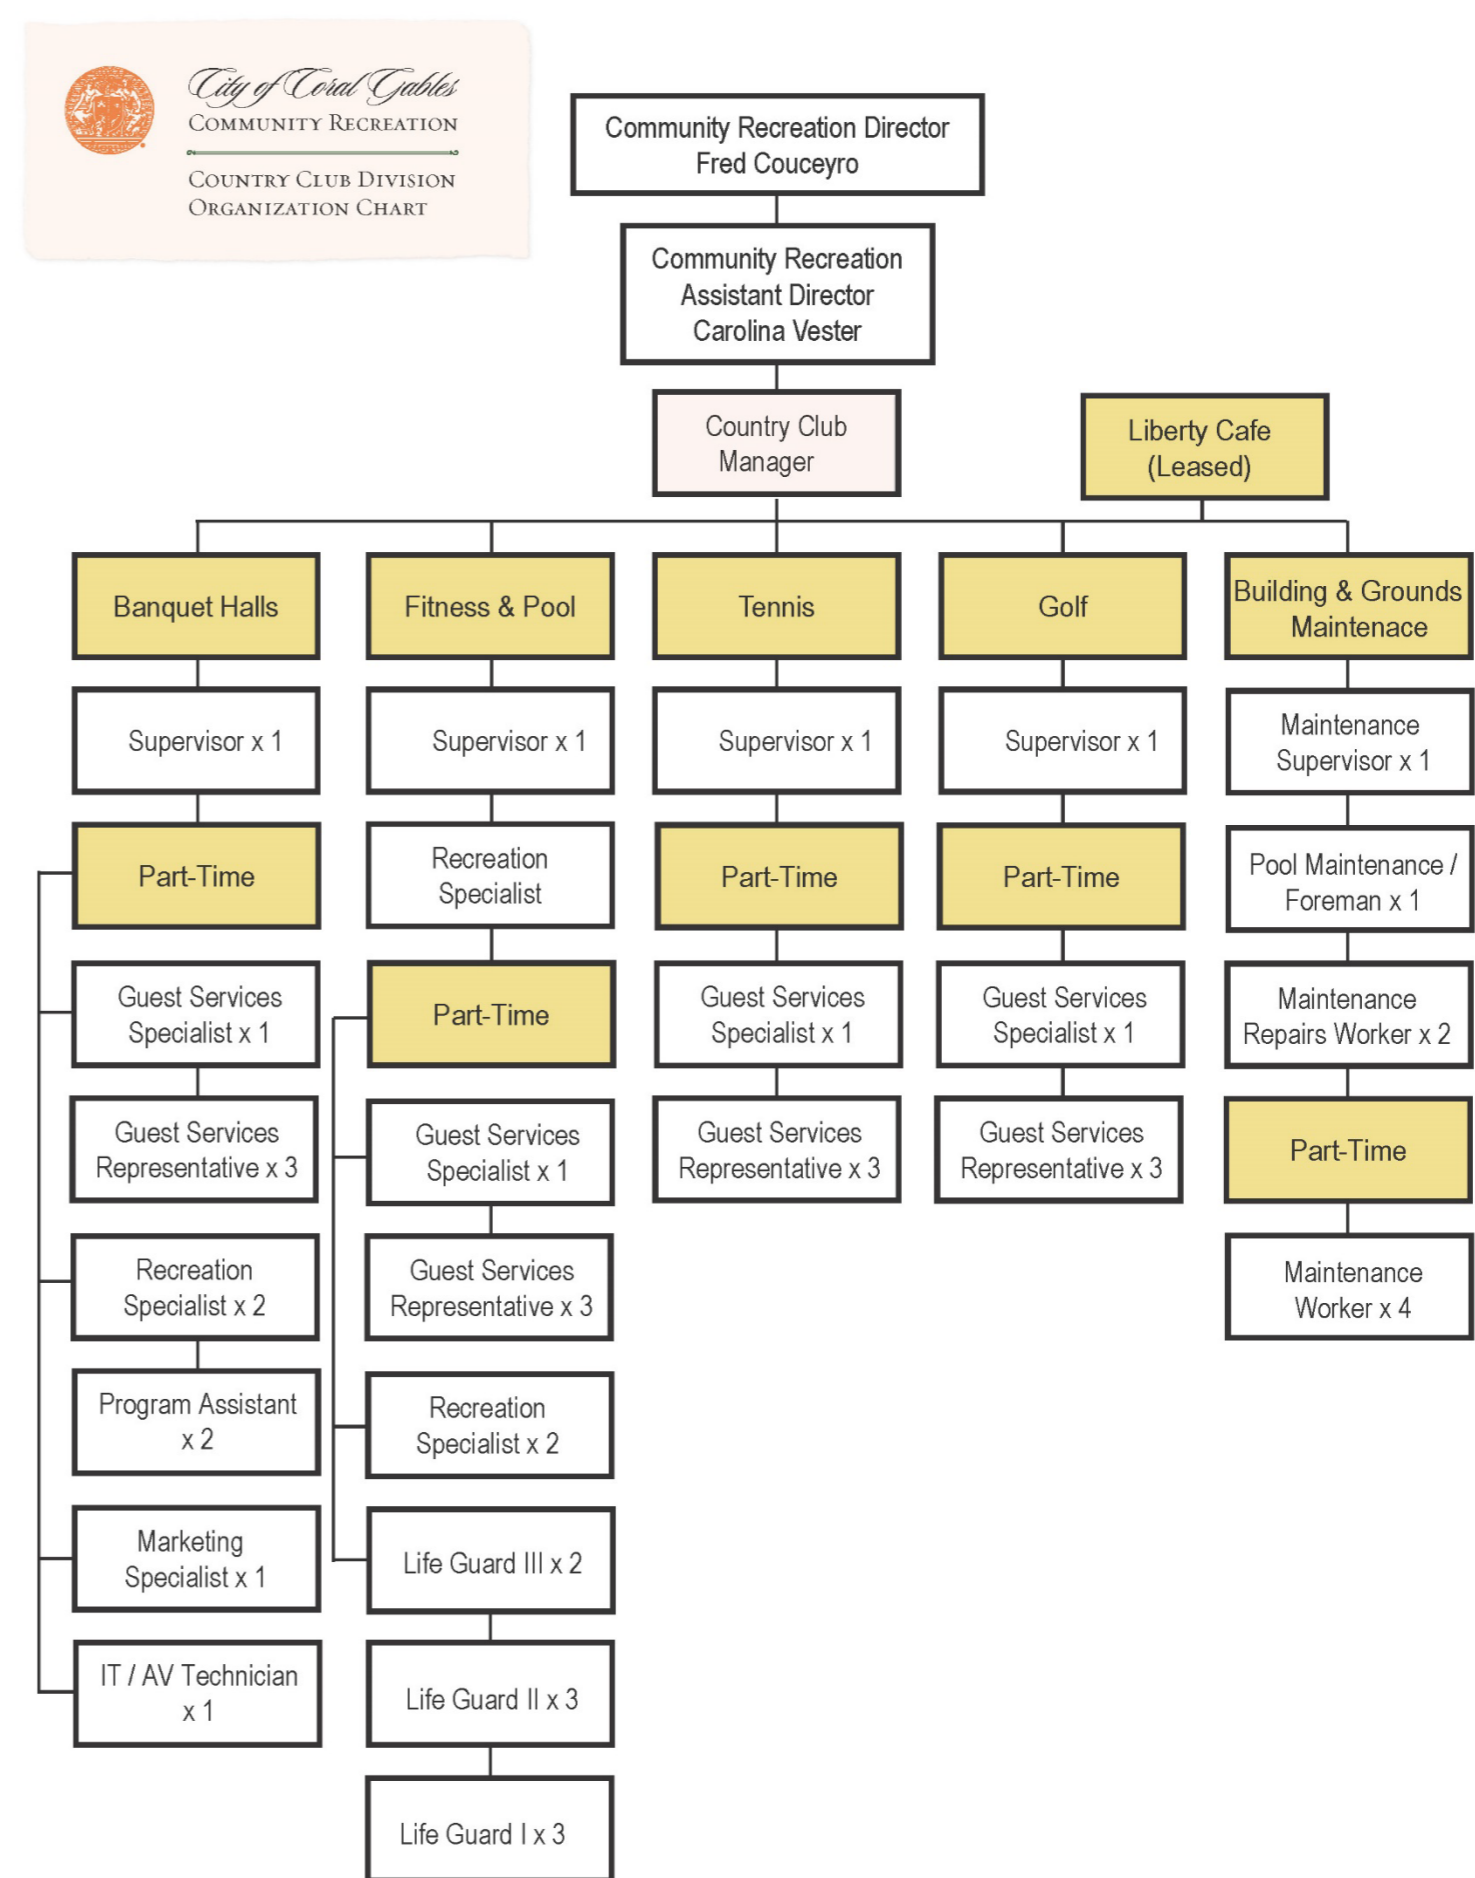 City of Coral Gables
COMMUNITY RECREATION
COUNTRY CLUB DIVISION
ORGANIZATION CHART
Community Recreation Director
Fred Couceyro
Community Recreation
Assistant Director
Carolina Vester
Country Club
Manager
Liberty Cafe
(Leased)
Banquet Halls
Supervisor x 1
Part-Time
Guest Services
Specialist x 1
Guest Services
Representative x 3
Recreation
Specialist x 2
Program Assistant
x 2
Marketing
Specialist x 1
IT / AV Technician
x 1
Fitness & Pool
Supervisor x 1
Recreation
Specialist
Part-Time
Guest Services
Specialist x 1
Guest Services
Representative x 3
Recreation
Specialist x 2
Life Guard III x 2
Life Guard II x 3
Life Guard I x 3
Tennis
Supervisor x 1
Part-Time
Guest Services
Specialist x 1
Guest Services
Representative x 3
Golf
Supervisor x 1
Part-Time
Guest Services
Specialist x 1
Guest Services
Representative x 3
Building & Grounds
Maintenace
Maintenance
Supervisor x 1
Pool Maintenance /
Foreman x 1
Maintenance
Repairs Worker x 2
Part-Time
Maintenance
Worker x 4